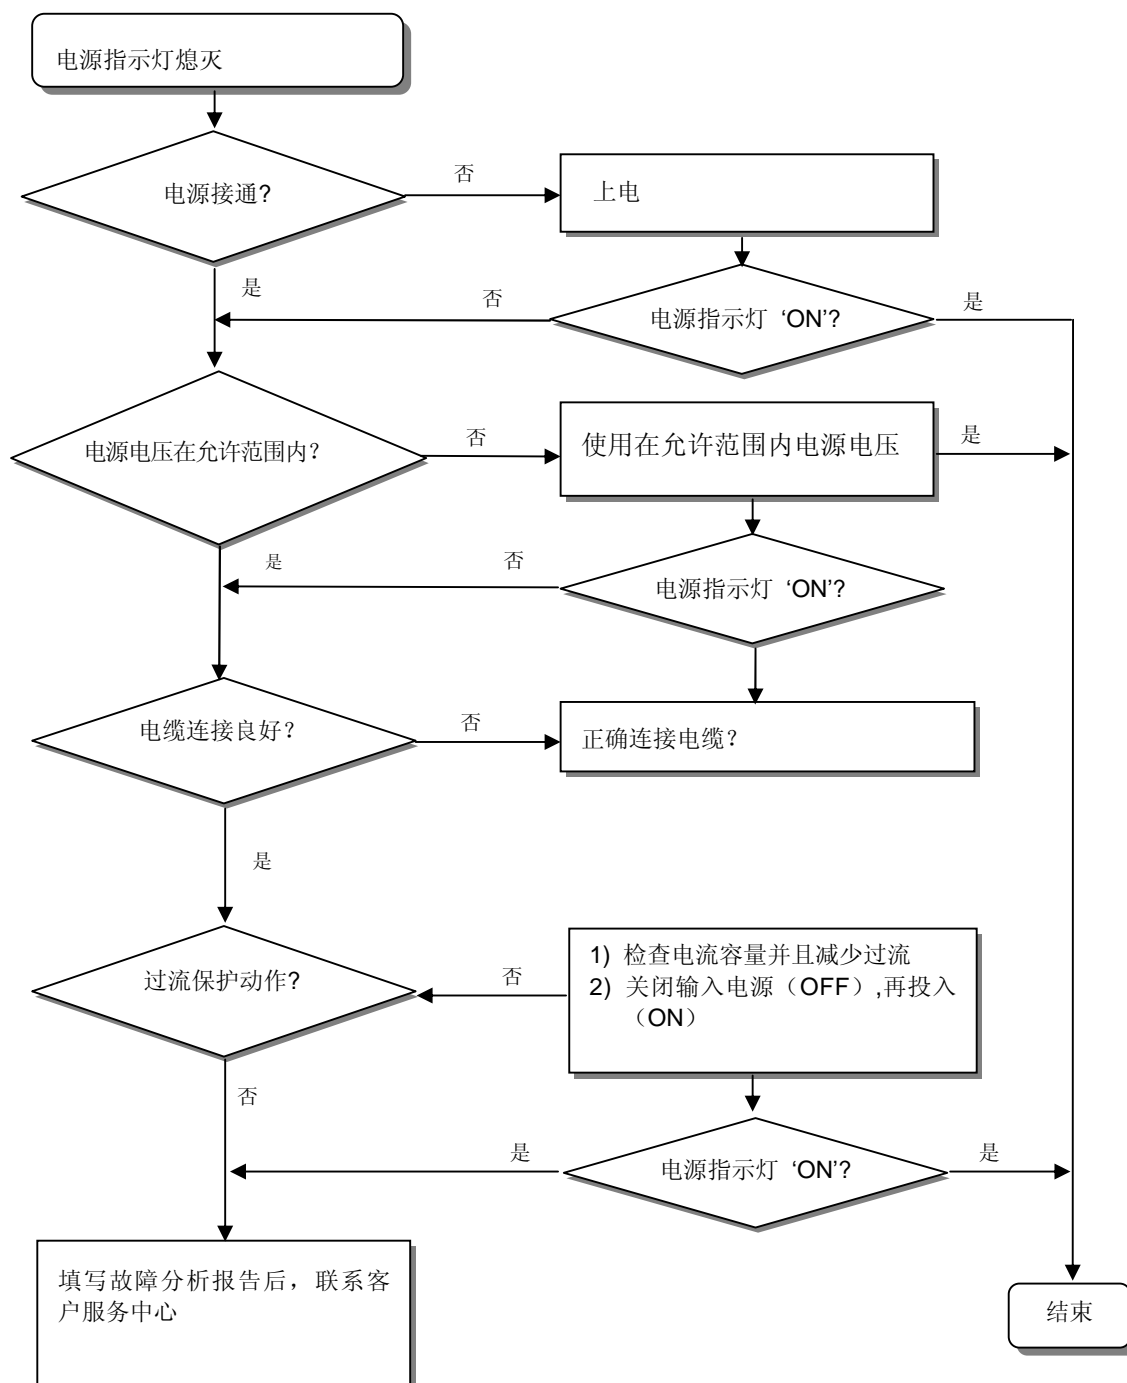 电源指示灯熄灭
电源接通?
否
上电
是
否
电源指示灯 ‘ON’?
是
电源电压在允许范围内?
否
使用在允许范围内电源电压
是
是
否
电源指示灯 ‘ON’?
电缆连接良好?
否
正确连接电缆?
是
过流保护动作?
否
1) 检查电流容量并且减少过流
2) 关闭输入电源（OFF）,再投入
（ON）
否
是
电源指示灯 ‘ON’?
是
填写故障分析报告后，联系客
户服务中心
结束